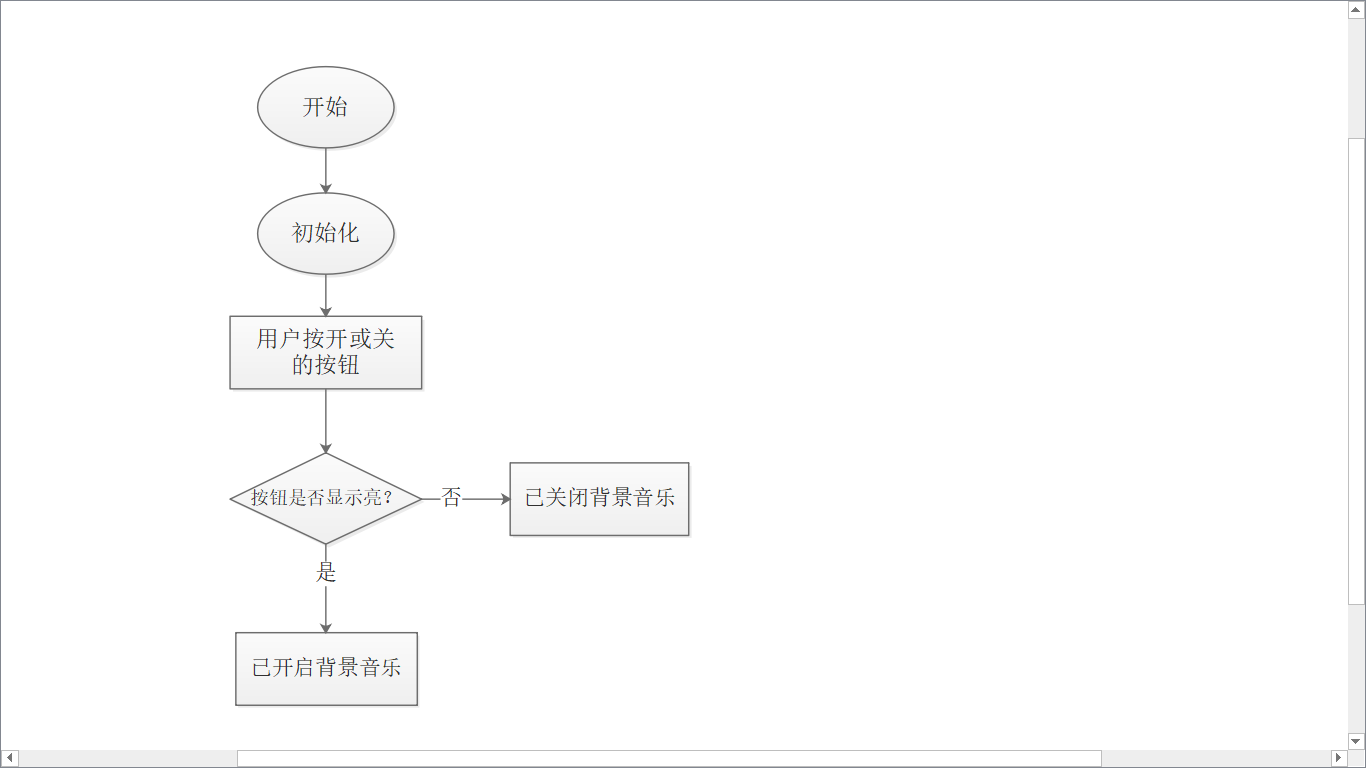 开始
初始化
用户按开或关
的按钮
按钮是否显示亮?
否
已关闭背景音乐
是
已开启背景音乐